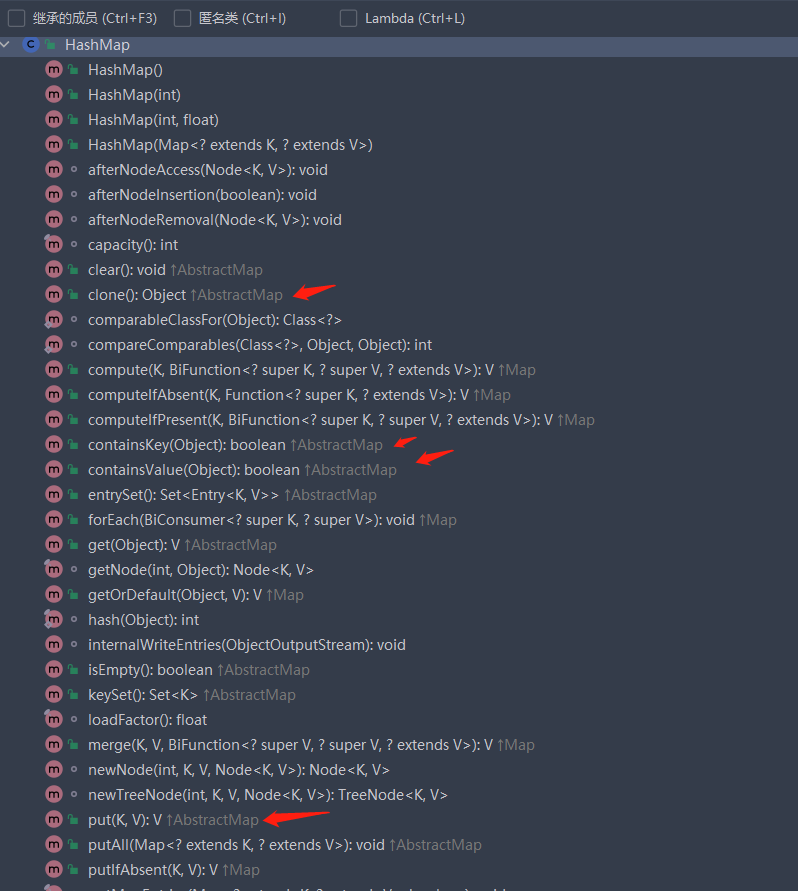 继承的成员 (Ctrl+F3) 匿名类 (Ctrl+I) Lambda (Ctrl+L)
C HashMap
m HashMap()
m HashMap(int)
m HashMap(int, float)
m HashMap(Map<? extends K, ? extends V>)
m afterNodeAccess(Node<K, V>): void
m afterNodeInsertion(boolean): void
m afterNodeRemoval(Node<K, V>): void
m capacity(): int
m clear(): void ↑AbstractMap
m clone(): Object ↑AbstractMap
m comparableClassFor(Object): Class<?>
m compareComparables(Class<?>, Object, Object): int
m compute(K, BiFunction<? super K, ? super V, ? extends V>): V ↑Map
m computeIfAbsent(K, Function<? super K, ? extends V>): V ↑Map
m computeIfPresent(K, BiFunction<? super K, ? super V, ? extends V>): V ↑Map
m containsKey(Object): boolean ↑AbstractMap
m containsValue(Object): boolean ↑AbstractMap
m entrySet(): Set<Entry<K, V>> ↑AbstractMap
m forEach(BiConsumer<? super K, ? super V>): void ↑Map
m get(Object): V ↑AbstractMap
m getNode(int, Object): Node<K, V>
m getOrDefault(Object, V): V ↑Map
m hash(Object): int
m internalWriteEntries(ObjectOutputStream): void
m isEmpty(): boolean ↑AbstractMap
m keySet(): Set<K> ↑AbstractMap
m loadFactor(): float
m merge(K, V, BiFunction<? super V, ? super V, ? extends V>): V ↑Map
m newNode(int, K, V, Node<K, V>): Node<K, V>
m newTreeNode(int, K, V, Node<K, V>): TreeNode<K, V>
m put(K, V): V ↑AbstractMap
m putAll(Map<? extends K, ? extends V>): void ↑AbstractMap
m putIfAbsent(K, V): V ↑Map